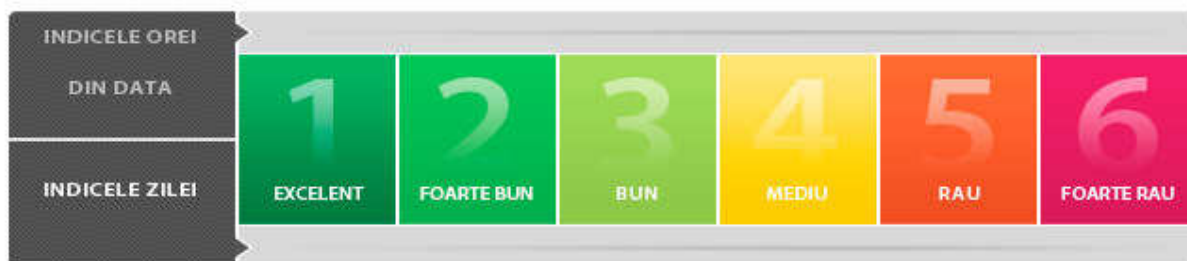 INDICELE OREI
DIN DATA
INDICELE ZILEI
1
EXCELENT
2
FOARTE BUN
3
BUN
4
MEDIU
5
RAU
6
FOARTE RAU